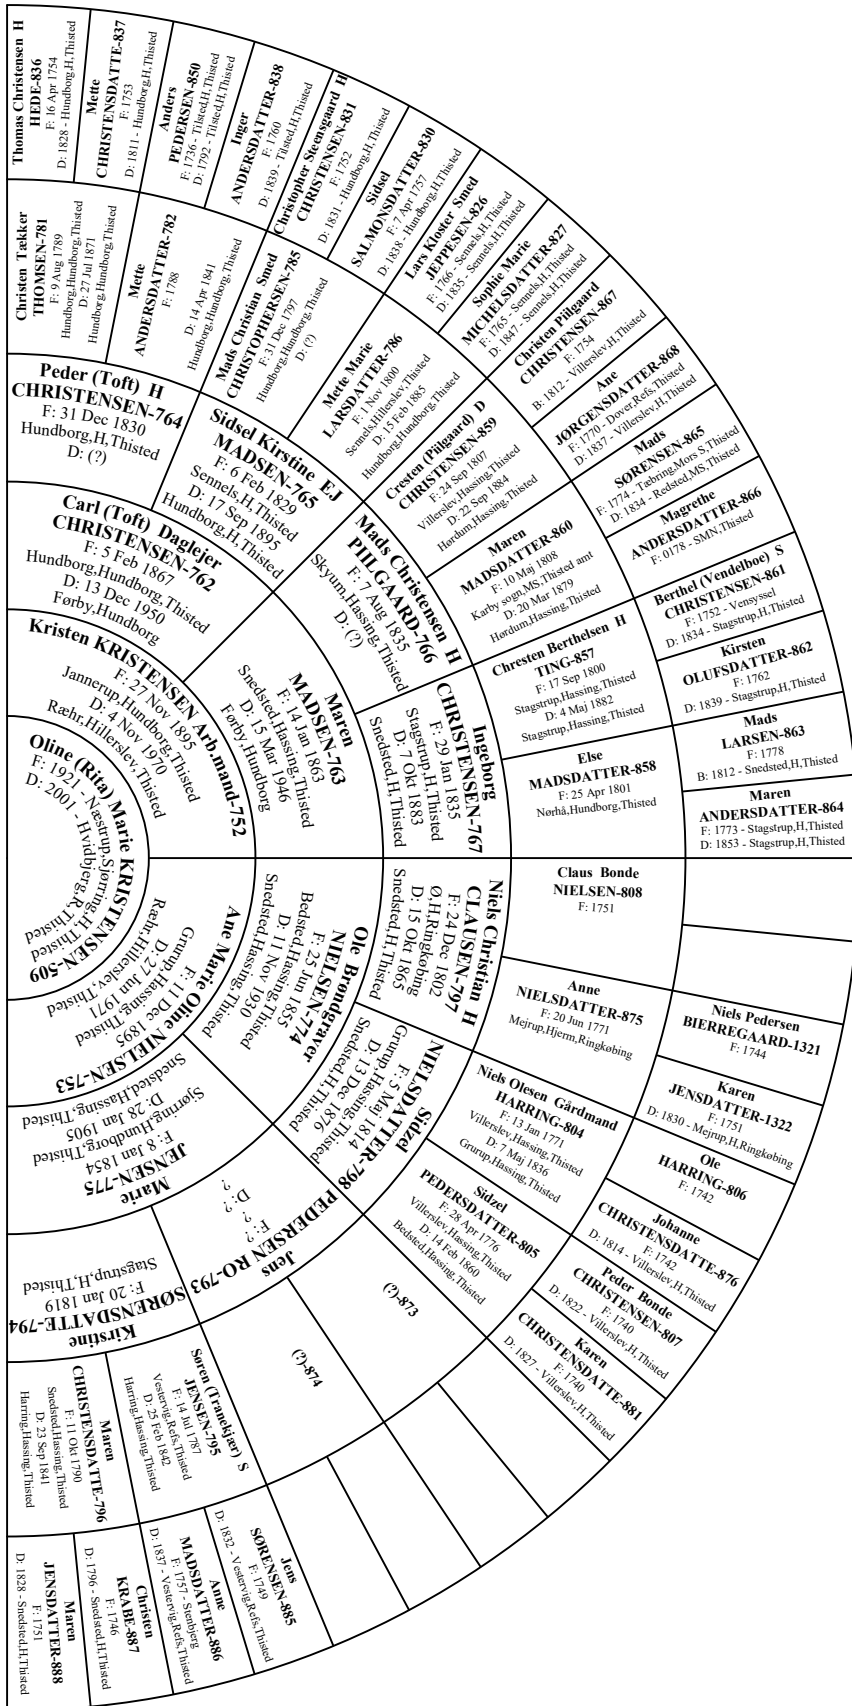 Thomas Christensen H
HEDE-836
F: 16 Apr 1754
D: 1828 - Hundborg,H,Thisted
Mette
CHRISTENSDATTE-837
F: 1753
D: 1811 - Hundborg,H,Thisted
Anders
PEDERSEN-850
F: 1736 - Tilsted,H,Thisted
D: 1792 - Tilsted,H,Thisted
Inger
ANDERSDATTER-838
F: 1760
D: 1839 - Tilsted,H,Thisted
Christopher Steensgaard H
CHRISTENSEN-831
F: 1752
D: 1831 - Hundborg,H,Thisted
Sidsel
SALMONSDATTER-830
F: 7 Apr 1757
D: 1838 - Hundborg,H,Thisted
Lars Kloster Smed
JEPPESEN-826
F: 1766 - Sennels,H,Thisted
D: 1835 - Sennels,H,Thisted
Sophie Marie
MICHELSDATTER-827
F: 1765 - Sennels,H,Thisted
D: 1847 - Sennels,H,Thisted
Christen Piilgaard
CHRISTENSEN-867
F: 1754
B: 1812 - Villerslev,H,Thisted
Ane
JØRGENSDATTER-868
F: 1770 - Dover,Refs,Thisted
D: 1837 - Villerslev,H,Thisted
Mads
SØRENSEN-865
F: 1774 - Tæbring,Mors S,Thisted
D: 1834 - Redsted,MS,Thisted
Magrethe
ANDERSDATTER-866
F: 0178 - SMN,Thisted
Berthel (Vendelboe) S
CHRISTENSEN-861
F: 1752 - Vensyssel
D: 1834 - Stagstrup,H,Thisted
Kirsten
OLUFSDATTER-862
F: 1762
D: 1839 - Stagstrup,H,Thisted
Mads
LARSEN-863
F: 1778
B: 1812 - Snedsted,H,Thisted
Maren
ANDERSDATTER-864
F: 1773 - Stagstrup,H,Thisted
D: 1853 - Stagstrup,H,Thisted
Christen Tækker
THOMSEN-781
F: 9 Aug 1789
Hundborg,Hundborg,Thisted
D: 27 Jul 1871
Hundborg,Hundborg,Thisted
Mette
ANDERSDATTER-782
F: 1788
D: 14 Apr 1841
Hundborg,Hundborg,Thisted
Mads Christian Smed
CHRISTOPHERSEN-785
F: 31 Dec 1797
Hundborg,Hundborg,Thisted
D: (?)
Mette Marie
LARSDATTER-786
F: 1 Nov 1800
Sennels,Hillerslev,Thisted
D: 15 Feb 1885
Hundborg,Hundborg,Thisted
Cresten (Piilgaard) D
CHRISTENSEN-859
F: 24 Sep 1807
Villerslev,Hassing,Thisted
D: 22 Sep 1884
Hørdum,Hassing,Thisted
Maren
MADSDATTER-860
F: 10 Maj 1808
Karby sogn,MS,Thisted amt
D: 20 Mar 1879
Hørdum,Hassing,Thisted
Chresten Berthelsen H
TING-857
F: 17 Sep 1800
Stagstrup,Hassing,Thisted
D: 4 Maj 1882
Stagstrup,Hassing,Thisted
Else
MADSDATTER-858
F: 25 Apr 1801
Nørhå,Hundborg,Thisted
Peder (Toft) H
CHRISTENSEN-764
F: 31 Dec 1830
Hundborg,H,Thisted
D: (?)
Sidsel Kirstine EJ
MADSEN-765
F: 6 Feb 1829
Sennels,H,Thisted
D: 17 Sep 1895
Hundborg,H,Thisted
Mads Christensen H
PIILGAARD-766
F: 7 Aug 1835
Skyum,Hassing,Thisted
D: (?)
Ingeborg
CHRISTENSEN-767
F: 29 Jan 1835
Stagstrup,H,Thisted
D: 7 Okt 1883
Snedsted,H,Thisted
Carl (Toft) Daglejer
CHRISTENSEN-762
F: 5 Feb 1867
Hundborg,Hundborg,Thisted
D: 13 Dec 1950
Førby,Hundborg
Maren
MADSEN-763
F: 14 Jan 1863
Snedsted,Hassing,Thisted
D: 15 Mar 1946
Førby,Hundborg
Kristen KRISTENSEN Arb.mand-752
F: 27 Nov 1895
Jannerup,Hundborg,Thisted
D: 4 Nov 1970
Ræhr,Hillerslev,Thisted
Oline (Rita) Marie KRISTENSEN-509
F: 1921 - Næstrup,Sjørring,H,Thisted
D: 2001 - Hvidbjerg,R,Thisted
Ane Marie Oline NIELSEN-753
F: 11 Dec 1895
Grurup,Hassing,Thisted
D: 27 Jun 1971
Ræhr,Hillerslev,Thisted
Ole Brøndgraver
NIELSEN-774
F: 25 Jun 1855
Bedsted,Hassing,Thisted
D: 11 Nov 1930
Snedsted,Hassing,Thisted
Marie
JENSEN-775
F: 8 Jan 1854
Sjørring,Hundborg,Thisted
D: 28 Jan 1905
Snedsted,Hassing,Thisted
Niels Christian H
CLAUSEN-797
F: 24 Dec 1802
Ø,H,Ringkøbing
D: 15 Okt 1865
Snedsted,H,Thisted
Sidzel
NIELSDATTER-798
F: 5 Maj 1814
Grurup,Hassing,Thisted
D: 13 Dec 1876
Snedsted,H,Thisted
Jens
PEDERSEN RO-793
F: ?
?
D: ?
?
Kirstine
SØRENSDATTE-794
F: 20 Jan 1819
Stagstrup,H,Thisted
Claus Bonde
NIELSEN-808
F: 1751
Anne
NIELSDATTER-875
F: 20 Jun 1771
Mejrup,Hjerm,Ringkøbing
Niels Olesen Gårdmand
HARRING-804
F: 13 Jan 1771
Villerslev,Hassing,Thisted
D: 7 Maj 1836
Grurup,Hassing,Thisted
Sidzel
PEDERSDATTER-805
F: 28 Apr 1776
Villerslev,Hassing,Thisted
D: 14 Feb 1860
Bedsted,Hassing,Thisted
(?)-873
(?)-874
Søren (Tranekjær) S
JENSEN-795
F: 14 Jul 1787
Vestervig,Refs,Thisted
D: 25 Feb 1842
Harring,Hassing,Thisted
Maren
CHRISTENSDATTE-796
F: 11 Okt 1790
Snedsted,Hassing,Thisted
D: 23 Sep 1841
Harring,Hassing,Thisted
Niels Pedersen
BIERREGAARD-1321
F: 1744
Karen
JENSDATTER-1322
F: 1751
D: 1830 - Mejrup,H,Ringkøbing
Ole
HARRING-806
F: 1742
Johanne
CHRISTENSDATTE-876
F: 1742
D: 1814 - Villerslev,H,Thisted
Peder Bonde
CHRISTENSEN-807
F: 1740
D: 1822 - Villerslev,H,Thisted
Karen
CHRISTENSDATTE-881
F: 1740
D: 1827 - Villerslev,H,Thisted
Jens
SØRENSEN-885
F: 1749
D: 1832 - Vestervig,Refs,Thisted
Anne
MADSDATTER-886
F: 1757 - Stenbjerg
D: 1837 - Vestervig,Refs,Thisted
Christen
KRABE-887
F: 1746
D: 1796 - Snedsted,H,Thisted
Maren
JENSDATTER-888
F: 1751
D: 1828 - Snedsted,H,Thisted